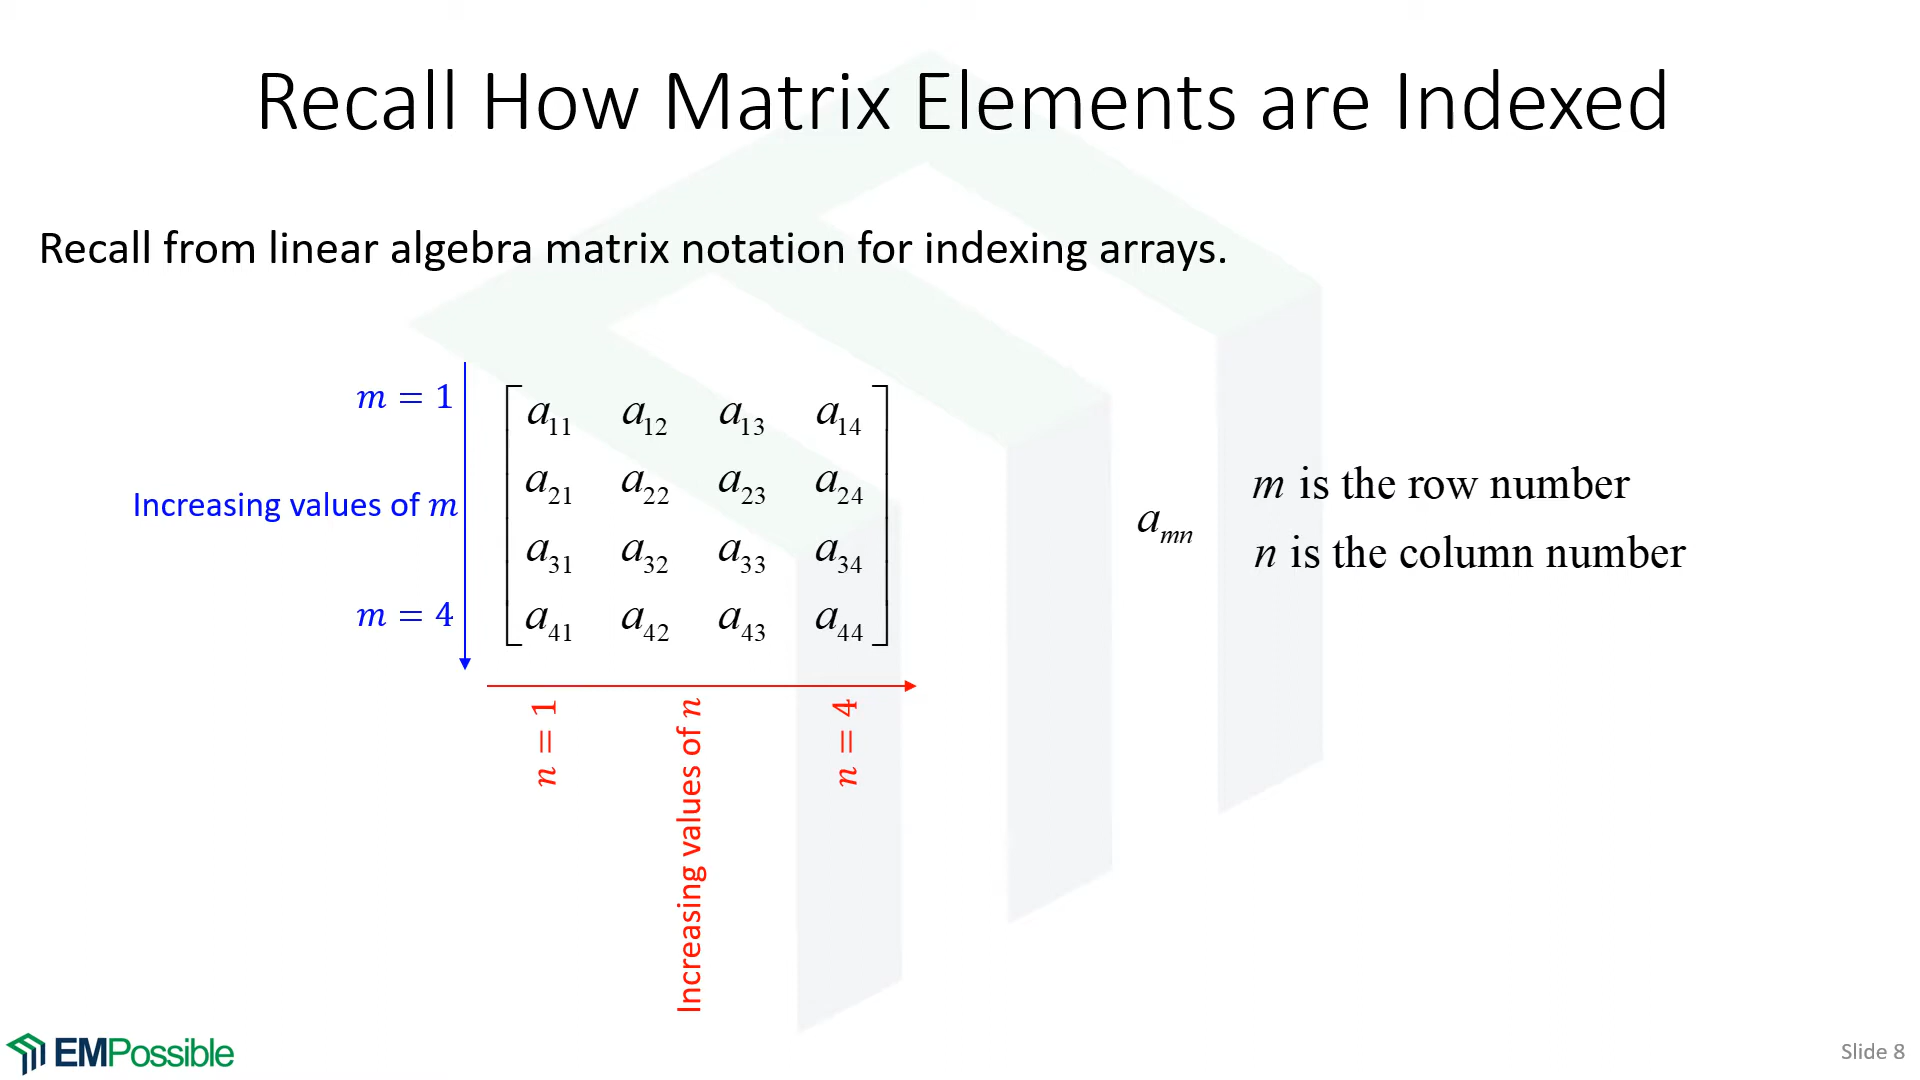 Recall How Matrix Elements are Indexed
Recall from linear algebra matrix notation for indexing arrays.
m = 1
Increasing values of m
m = 4
a11 a12 a13 a14
a21 a22 a23 a24
a31 a32 a33 a34
a41 a42 a43 a44
n = 1
Increasing values of n
n = 4
amn
m is the row number
n is the column number
EMPossible
Slide 8